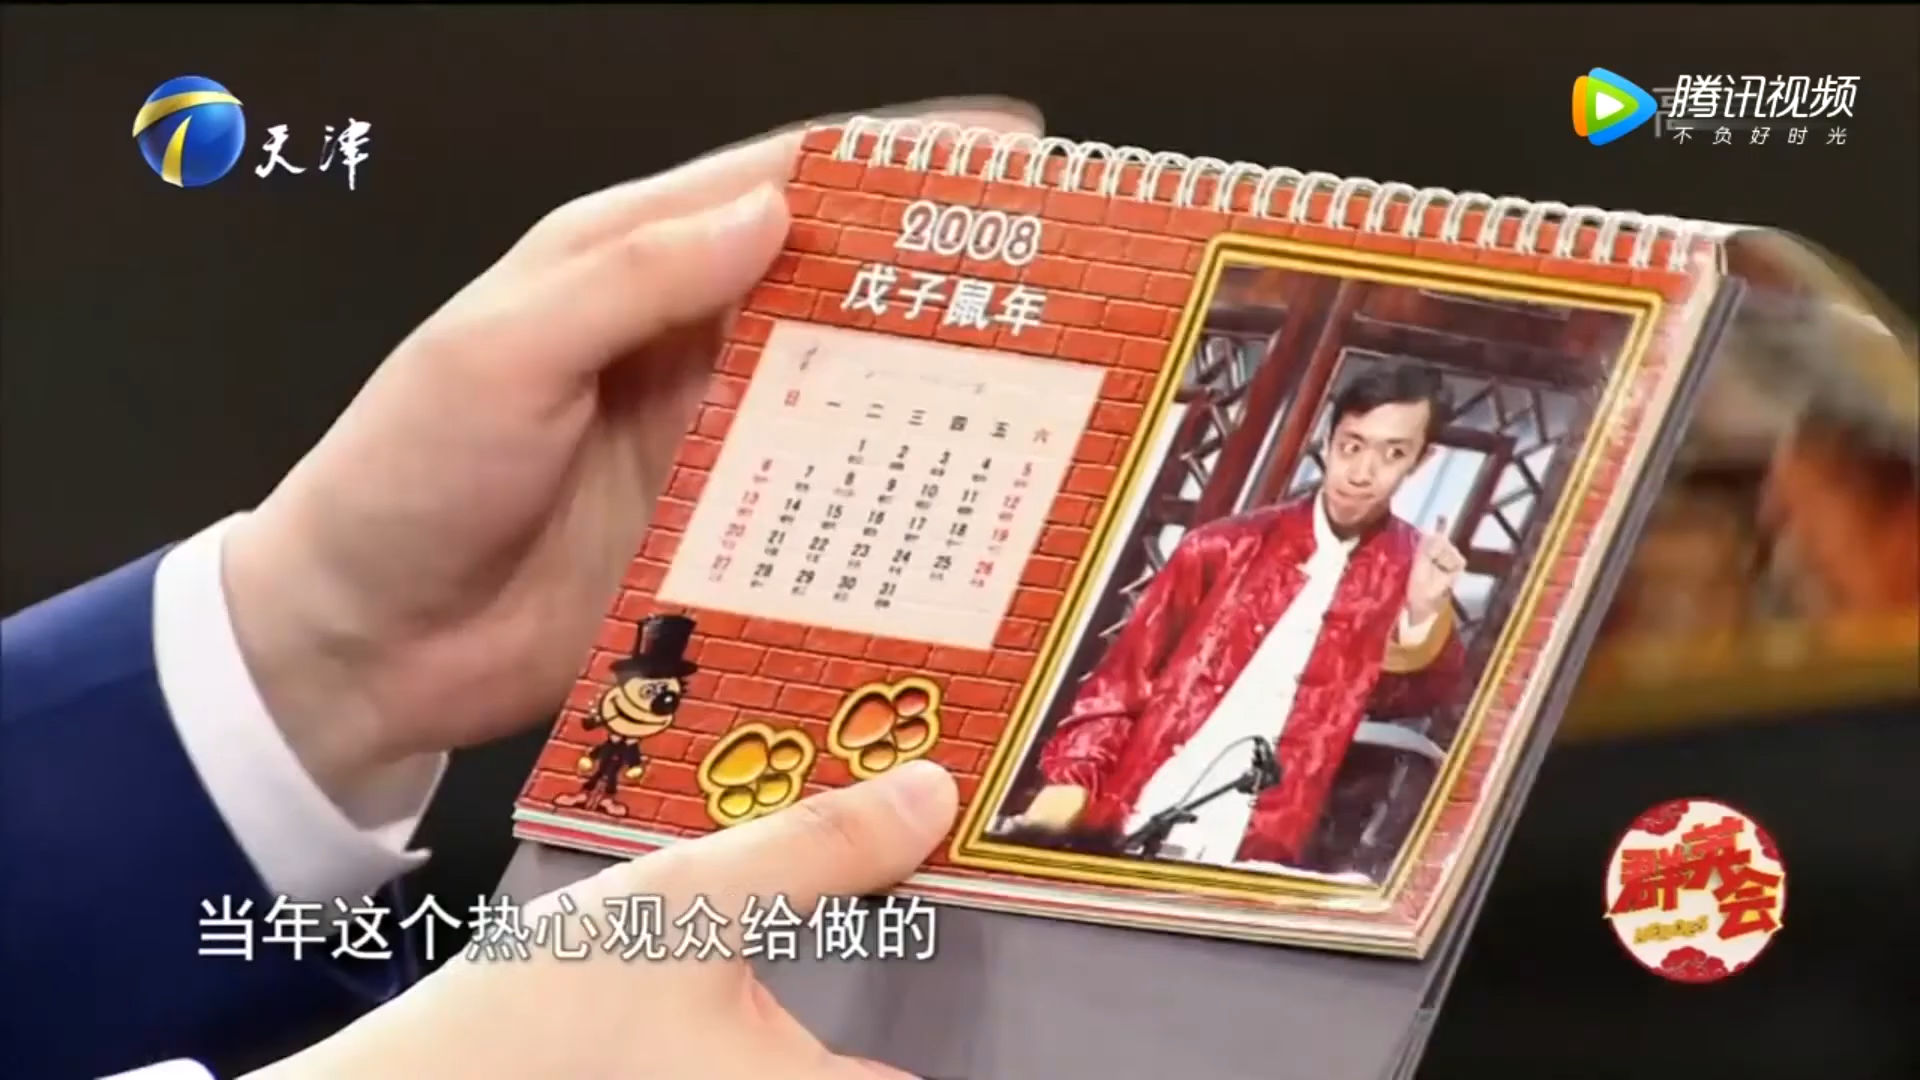 天津
腾讯视频
不负好时光
2008
戊子鼠年
日 一 二 三 四 五 六
1 2 3 4 5
6 7 8 9 10 11 12
13 14 15 16 17 18 19
20 21 22 23 24 25 26
27 28 29 30 31
当年这个热心观众给做的
群英会